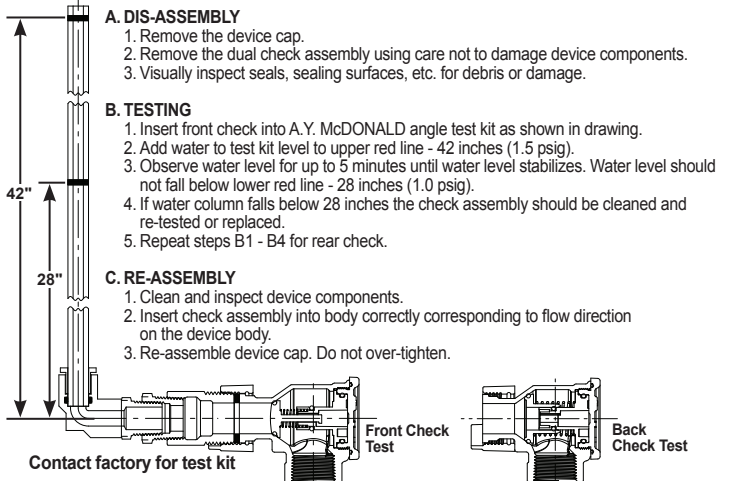 A. DIS-ASSEMBLY
1. Remove the device cap.
2. Remove the dual check assembly using care not to damage device components.
3. Visually inspect seals, sealing surfaces, etc. for debris or damage.
B. TESTING
1. Insert front check into A.Y. McDONALD angle test kit as shown in drawing.
2. Add water to test kit level to upper red line - 42 inches (1.5 psig).
3. Observe water level for up to 5 minutes until water level stabilizes. Water level should
not fall below lower red line - 28 inches (1.0 psig).
4. If water column falls below 28 inches the check assembly should be cleaned and
re-tested or replaced.
5. Repeat steps B1 - B4 for rear check.
C. RE-ASSEMBLY
1. Clean and inspect device components.
2. Insert check assembly into body correctly corresponding to flow direction
on the device body.
3. Re-assemble device cap. Do not over-tighten.
42"
28"
Front Check
Test
Back
Check Test
Contact factory for test kit